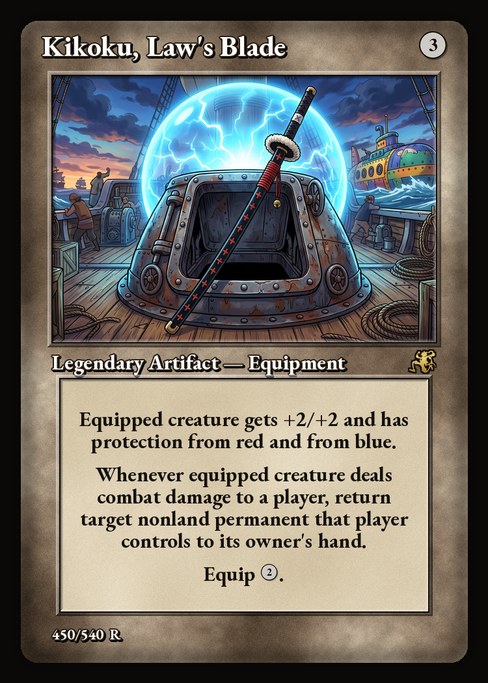 Kikoku, Law's Blade
3
Legendary Artifact — Equipment
Equipped creature gets +2/+2 and has
protection from red and from blue.
Whenever equipped creature deals
combat damage to a player, return
target nonland permanent that player
controls to its owner's hand.
Equip 2.
450/540 R